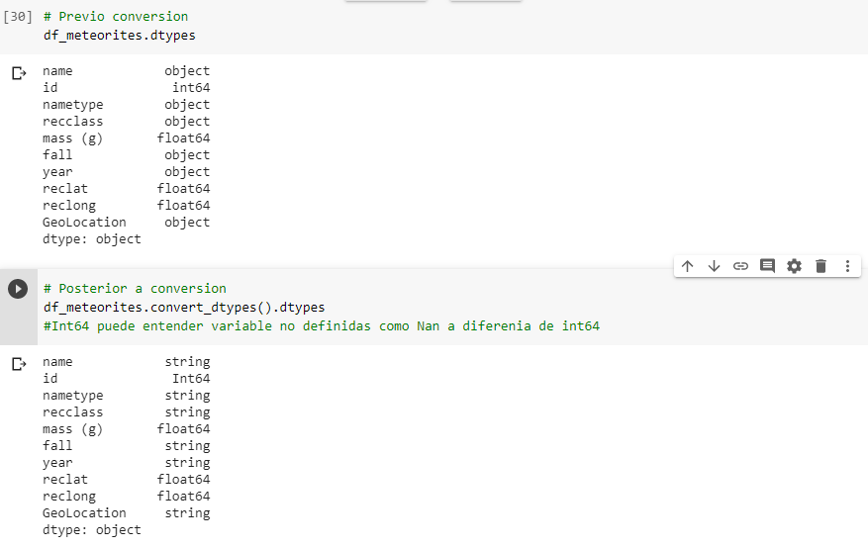 [30] # Previo conversion
df_meteorites.dtypes
name object
id int64
nametype object
recclass object
mass (g) float64
fall object
year object
reclat float64
reclong float64
GeoLocation object
dtype: object
# Posterior a conversion
df_meteorites.convert_dtypes().dtypes
#Int64 puede entender variable no definidas como Nan a diferenia de int64
name string
id Int64
nametype string
recclass string
mass (g) float64
fall string
year string
reclat float64
reclong float64
GeoLocation string
dtype: object